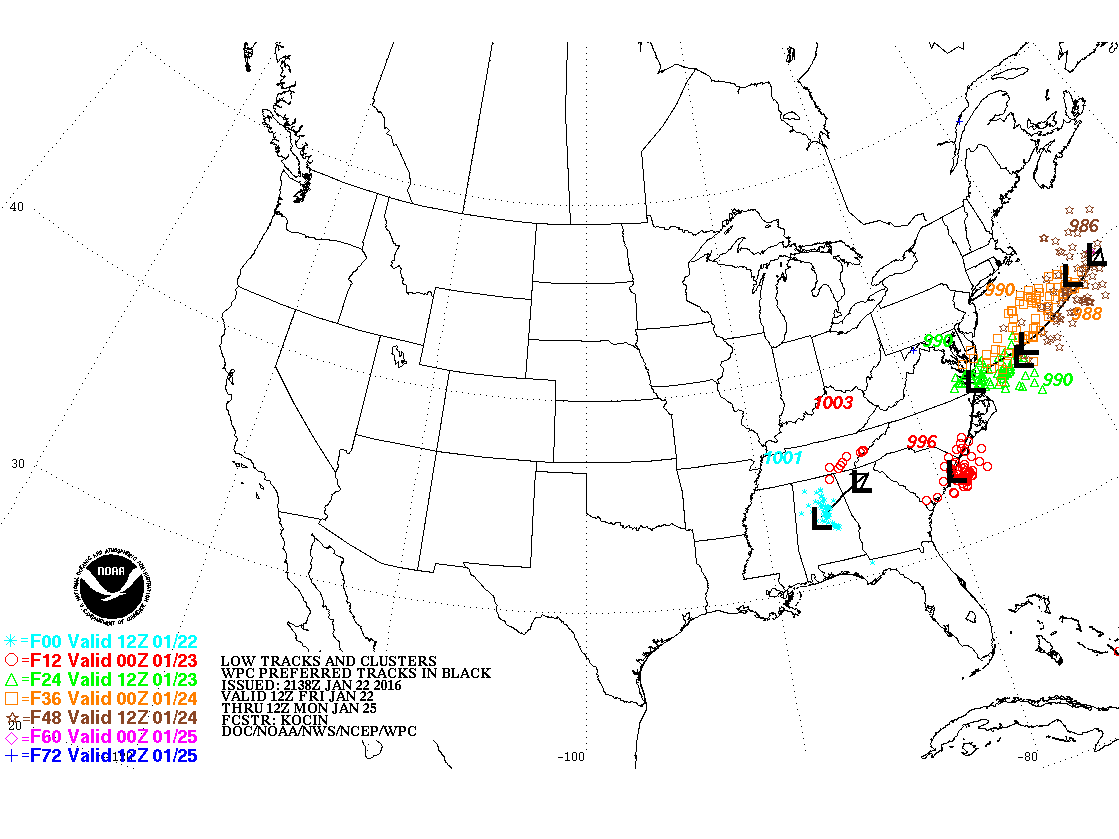 986
40
990
988
990
990
1003
996
1001
30
NOAA
✳=F00 Valid 12Z 01/22
○=F12 Valid 00Z 01/23
△=F24 Valid 12Z 01/23
□=F36 Valid 00Z 01/24
☆=F48 Valid 12Z 01/24
◇=F60 Valid 00Z 01/25
+=F72 Valid 12Z 01/25
20
LOW TRACKS AND CLUSTERS
WPC PREFERRED TRACKS IN BLACK
ISSUED: 2138Z JAN 22 2016
VALID 12Z FRI JAN 22
THRU 12Z MON JAN 25
FCSTR: KOCIN
DOC/NOAA/NWS/NCEP/WPC
-100
-80
L
L
L
L
L
L
L
L